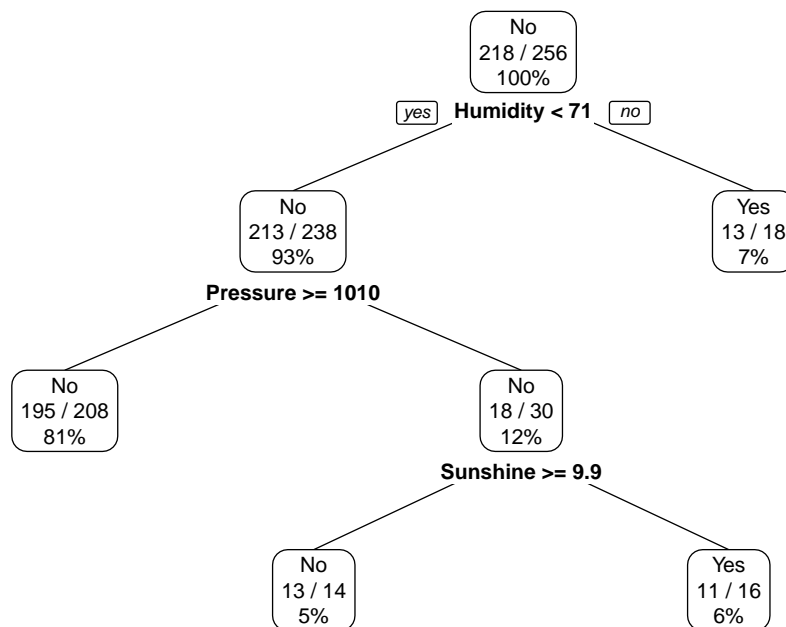 No
218 / 256
100%
yes Humidity < 71 no
No
213 / 238
93%
Yes
13 / 18
7%
Pressure >= 1010
No
195 / 208
81%
No
18 / 30
12%
Sunshine >= 9.9
No
13 / 14
5%
Yes
11 / 16
6%